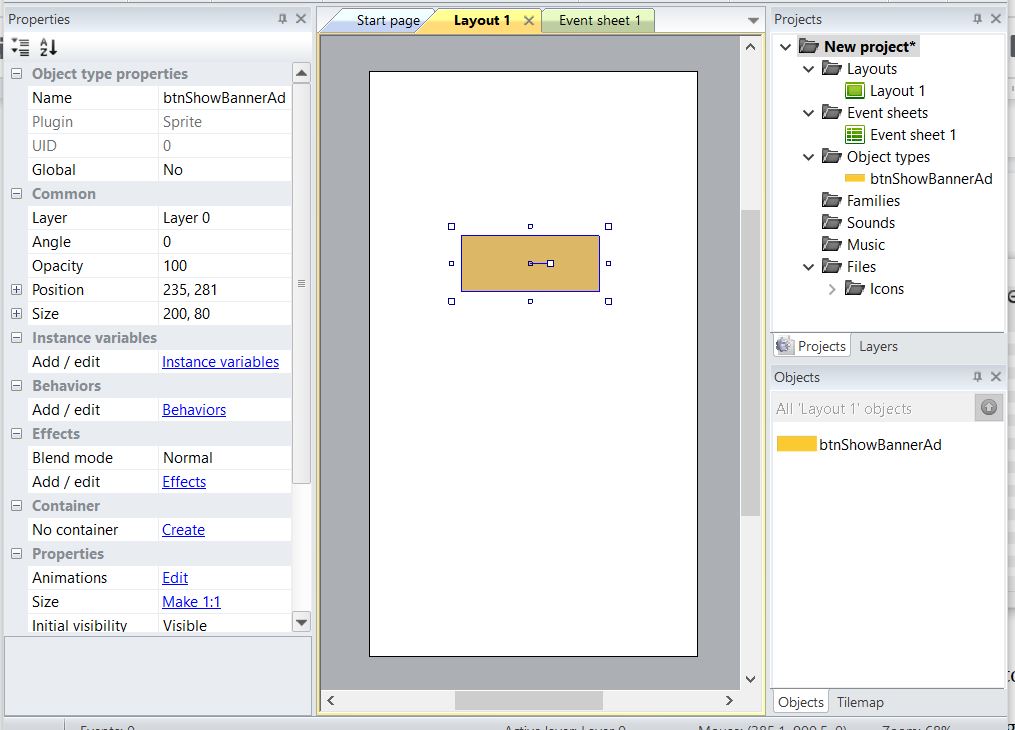 Properties
Object type properties
Name btnShowBannerAd
Plugin Sprite
UID 0
Global No
Common
Layer Layer 0
Angle 0
Opacity 100
Position 235, 281
Size 200, 80
Instance variables
Add / edit Instance variables
Behaviors
Add / edit Behaviors
Effects
Blend mode Normal
Add / edit Effects
Container
No container Create
Properties
Animations Edit
Size Make 1:1
Initial visibility Visible
Start page Layout 1 Event sheet 1
Projects
New project*
Layouts
Layout 1
Event sheets
Event sheet 1
Object types
btnShowBannerAd
Families
Sounds
Music
Files
Icons
Projects Layers
Objects
All 'Layout 1' objects
btnShowBannerAd
Objects Tilemap
Events: 0 Active layer: Layer 0 Mouse: Zoom: 68%